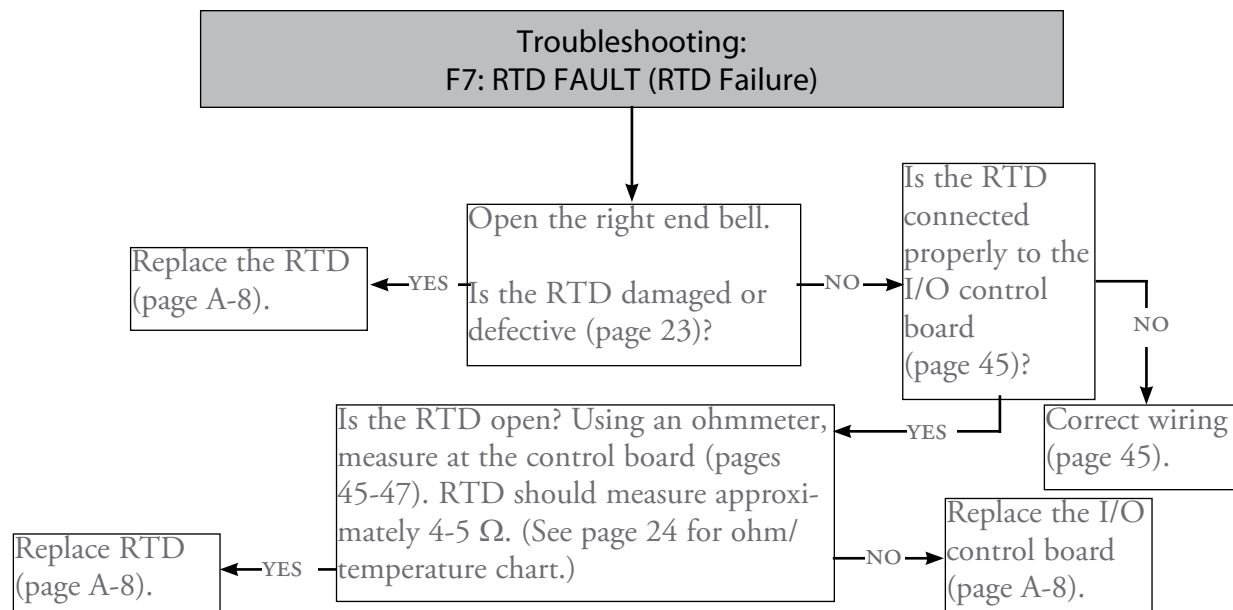 Troubleshooting:
F7: RTD FAULT (RTD Failure)
Open the right end bell.
Is the RTD damaged or
defective (page 23)?
YES
Replace the RTD
(page A-8).
NO
Is the RTD
connected
properly to the
I/O control
board
(page 45)?
NO
Correct wiring
(page 45).
YES
Is the RTD open? Using an ohmmeter,
measure at the control board (pages
45-47). RTD should measure approxi-
mately 4-5 Ω. (See page 24 for ohm/
temperature chart.)
YES
Replace RTD
(page A-8).
NO
Replace the I/O
control board
(page A-8).